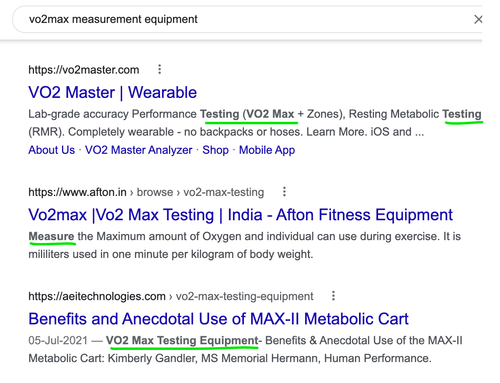 vo2max measurement equipment
https://vo2master.com
VO2 Master | Wearable
Lab-grade accuracy Performance Testing (VO2 Max + Zones), Resting Metabolic Testing
(RMR). Completely wearable - no backpacks or hoses. Learn More. iOS and ...
About Us · VO2 Master Analyzer · Shop · Mobile App
https://www.afton.in › browse › vo2-max-testing
Vo2max |Vo2 Max Testing | India - Afton Fitness Equipment
Measure the Maximum amount of Oxygen and individual can use during exercise. It is
mililiters used in one minute per kilogram of body weight.
https://aeitechnologies.com › vo2-max-testing-equipment
Benefits and Anecdotal Use of MAX-II Metabolic Cart
05-Jul-2021 — VO2 Max Testing Equipment- Benefits & Anecdotal Use of the MAX-II
Metabolic Cart: Kimberly Gandler, MS Memorial Hermann, Human Performance.